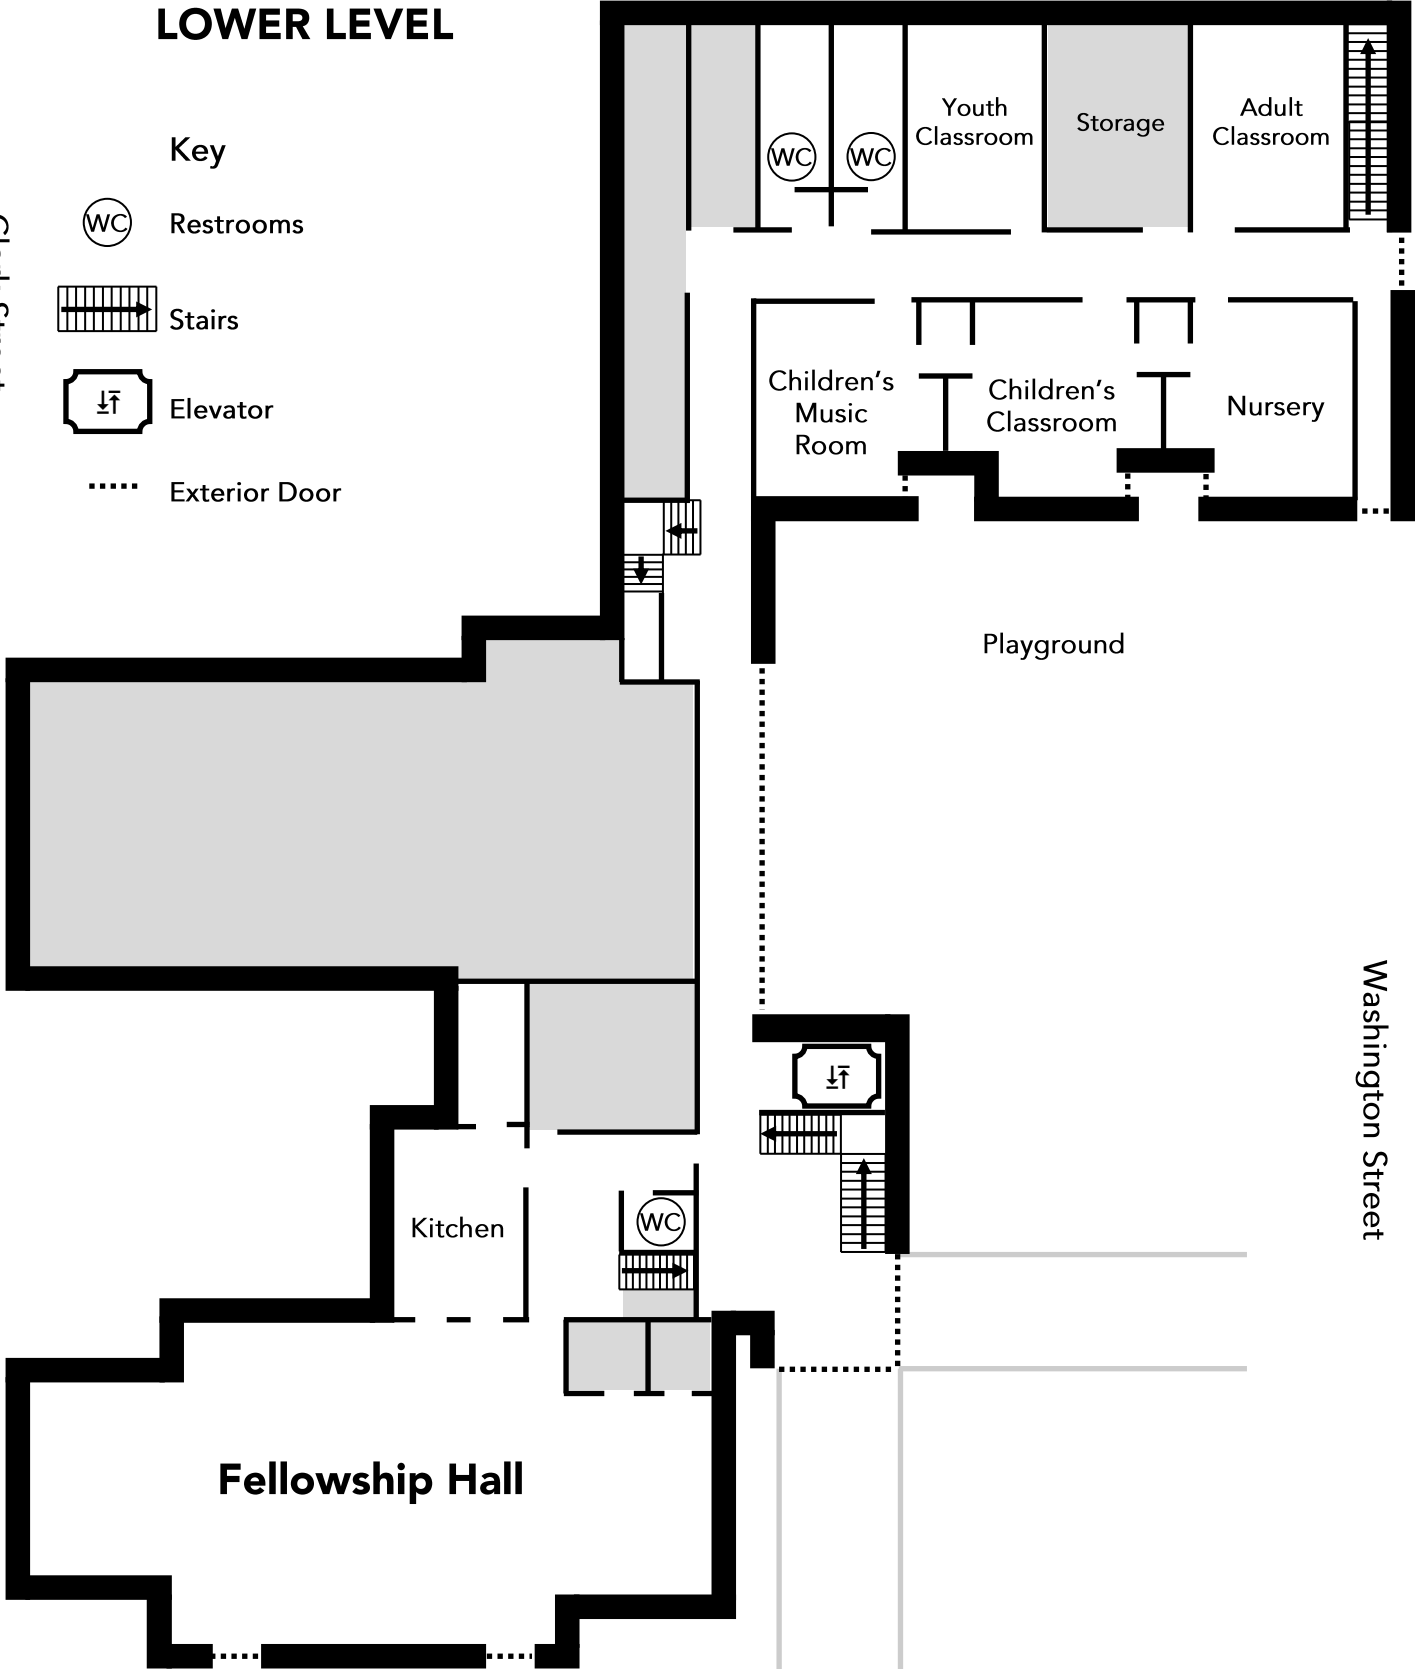 LOWER LEVEL
Key
WC
Restrooms
Stairs
Elevator
Exterior Door
WC
WC
Youth
Classroom
Storage
Adult
Classroom
Children's
Music
Room
Children's
Classroom
Nursery
Playground
Washington Street
Kitchen
WC
Fellowship Hall